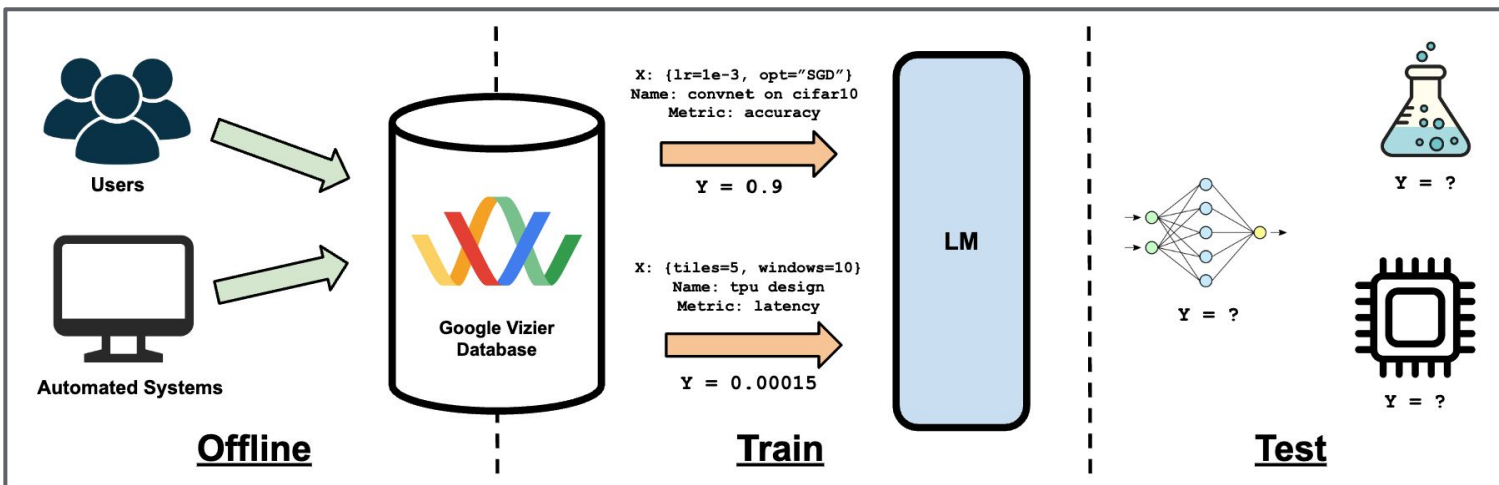 Users
Automated Systems
Offline
Google Vizier
Database
X: {lr=1e-3, opt=”SGD”}
Name: convnet on cifar10
Metric: accuracy
Y = 0.9
X: {tiles=5, windows=10}
Name: tpu design
Metric: latency
Y = 0.00015
Train
LM
Y = ?
Y = ?
Y = ?
Test